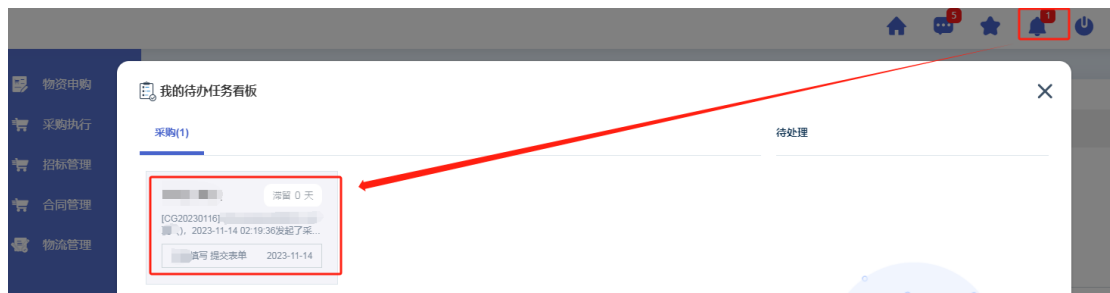 5
1
物资申购
我的待办任务看板
采购执行
采购(1)
待处理
招标管理
滞留 0 天
合同管理
[CG20230116]
), 2023-11-14 02:19:36发起了采...
物流管理
填写 提交表单
2023-11-14